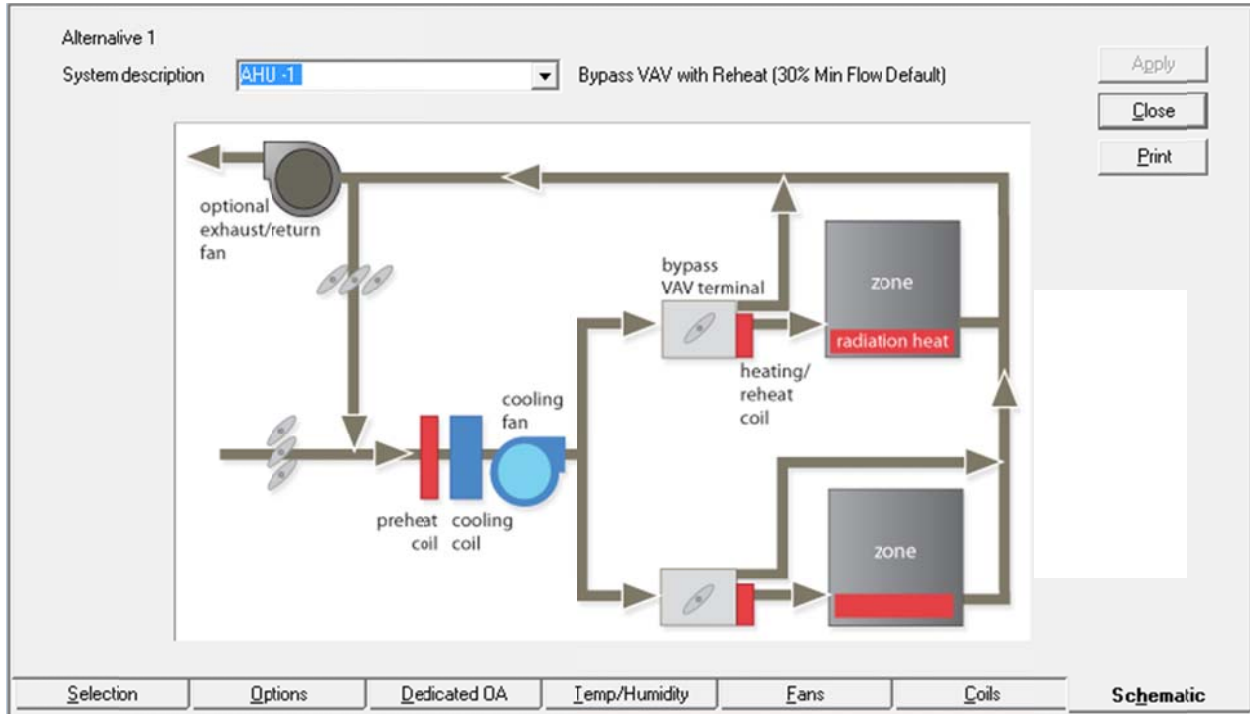 Alternalive 1
System description
AHU -1
Bypass VAV with Reheat (30% Min Flow Default)
Apply
Close
Print
optional
exhaust/return
fan
bypass
VAV terminal
zone
radiation heat
heating/
reheat
coil
cooling
fan
preheat
coil
cooling
coil
zone
Selection
Options
Dedicated OA
Temp/Humidity
Fans
Coils
Schematic